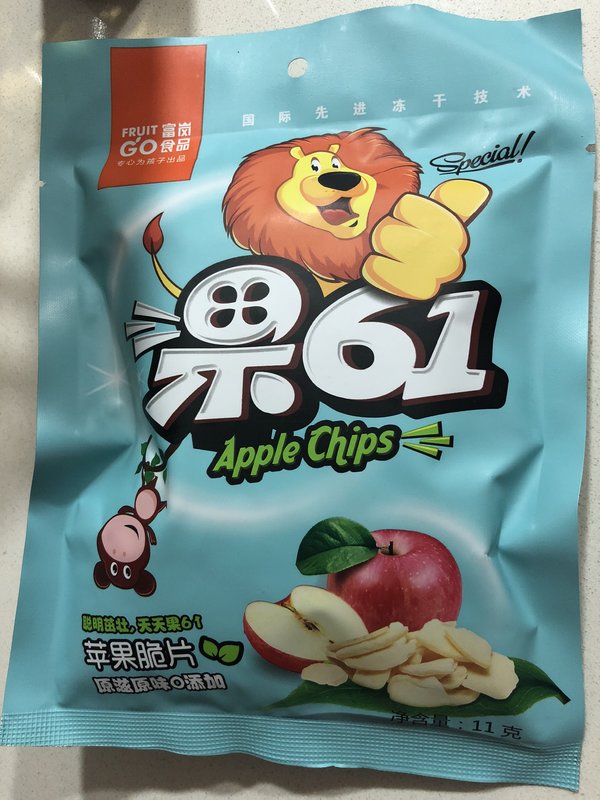 国际先进冻干技术
FRUIT 富岗
G'O 食品
专心为孩子出品
Special!
果61
Apple Chips
聪明茁壮,天天果61
苹果脆片
原滋原味0添加
净含量:11克